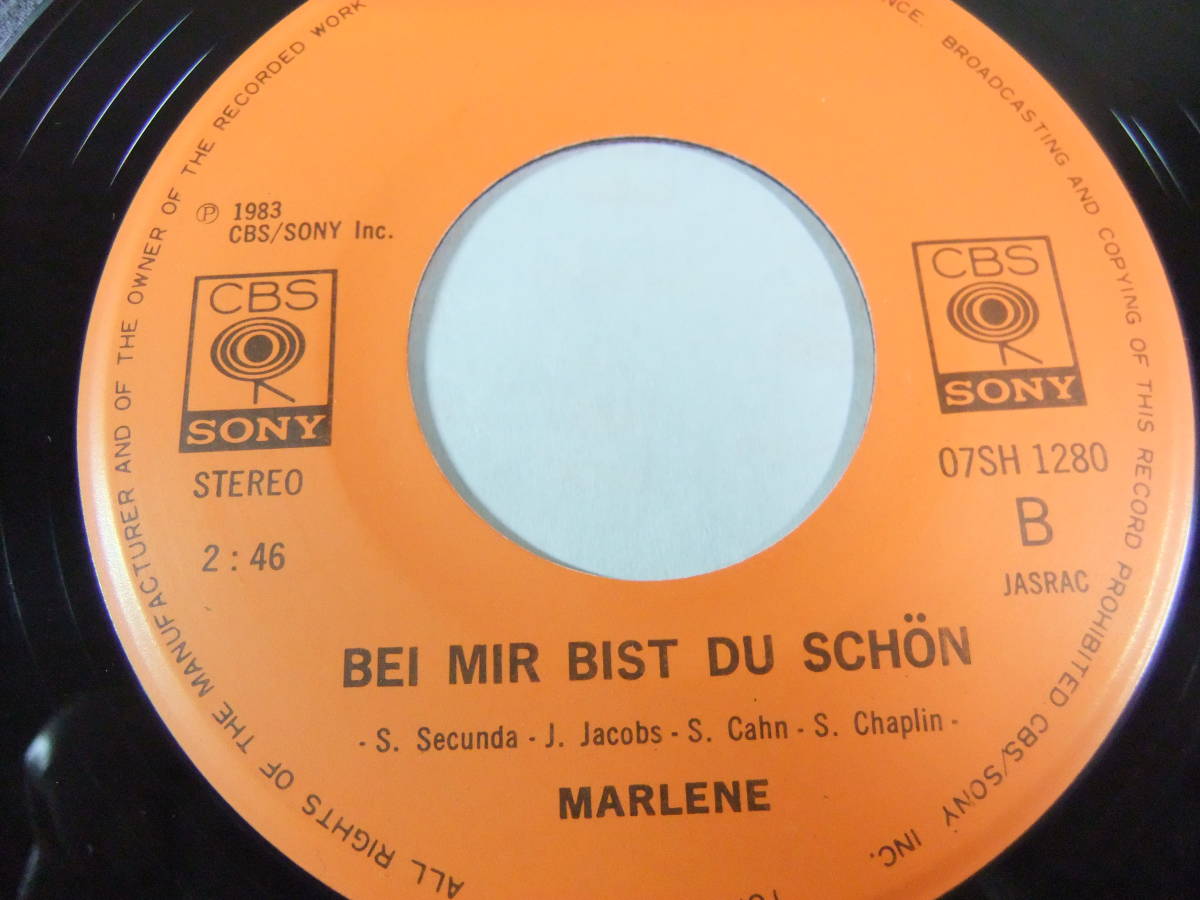 ALL RIGHTS OF THE MANUFACTURER AND OF THE OWNER OF THE RECORDED WORK
BROADCASTING AND COPYING OF THIS RECORD PROHIBITED CBS/SONY INC.
Ⓟ 1983
CBS/SONY Inc.
CBS
SONY
STEREO
2 : 46
CBS
SONY
07SH 1280
B
JASRAC
BEI MIR BIST DU SCHÖN
- S. Secunda - J. Jacobs - S. Cahn - S. Chaplin -
MARLENE